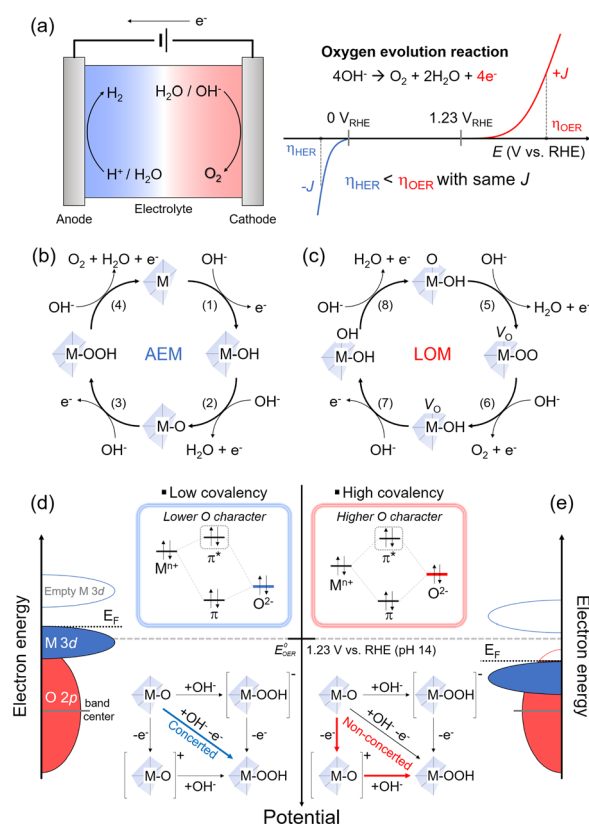 (a)
e⁻
H₂
H₂O / OH⁻
H⁺ / H₂O
O₂
Anode
Electrolyte
Cathode
Oxygen evolution reaction
4OH⁻ → O₂ + 2H₂O + 4e⁻
+J
0 V_RHE
1.23 V_RHE
η_OER
η_HER
E (V vs. RHE)
-J
η_HER < η_OER with same J
(b)
O₂ + H₂O + e⁻
M
OH⁻
OH⁻
(4)
(1)
e⁻
M-OOH
AEM
M-OH
e⁻
(3)
(2)
OH⁻
M-O
OH⁻
H₂O + e⁻
(c)
H₂O + e⁻
O
M-OH
OH⁻
OH⁻
(8)
(5)
H₂O + e⁻
OH
V_O
M-OH
LOM
M-OO
e⁻
(7)
V_O
(6)
OH⁻
M-OH
OH⁻
O₂ + e⁻
(d)
Low covalency
High covalency
(e)
Lower O character
Higher O character
π*
π*
Mⁿ⁺
O²⁻
Mⁿ⁺
O²⁻
π
π
Electron energy
Empty M 3d
E_F
M 3d
O 2p
band
center
E⁰_OER
1.23 V vs. RHE (pH 14)
E_F
Electron energy
M-O
+OH⁻
[M-OOH]⁻
-e⁻
+OH⁻ -e⁻
Concerted
-e⁻
[M-O]⁺
+OH⁻
M-OOH
M-O
+OH⁻
[M-OOH]⁻
-e⁻
+OH⁻ -e⁻
Non-concerted
-e⁻
[M-O]⁺
+OH⁻
M-OOH
Potential